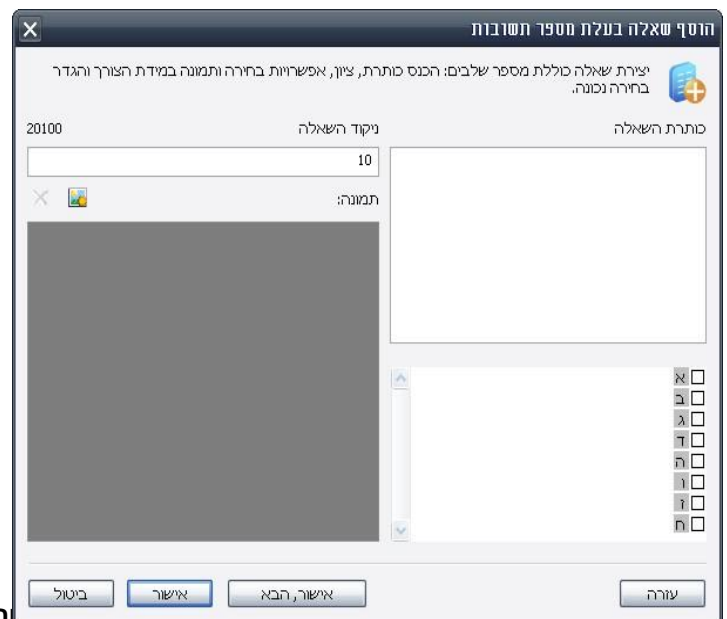 הוסף שאלה בעלת מספר תשובות
יצירת שאלה כוללת מספר שלבים: הכנס כותרת, ציון, אפשרויות בחירה ותמונה במידת הצורך והגדר
בחירה נכונה.
כותרת השאלה
ניקוד השאלה
20100
10
תמונה:
א
ב
ג
ד
ה
ו
ז
ח
עזרה
אישור, הבא
אישור
ביטול